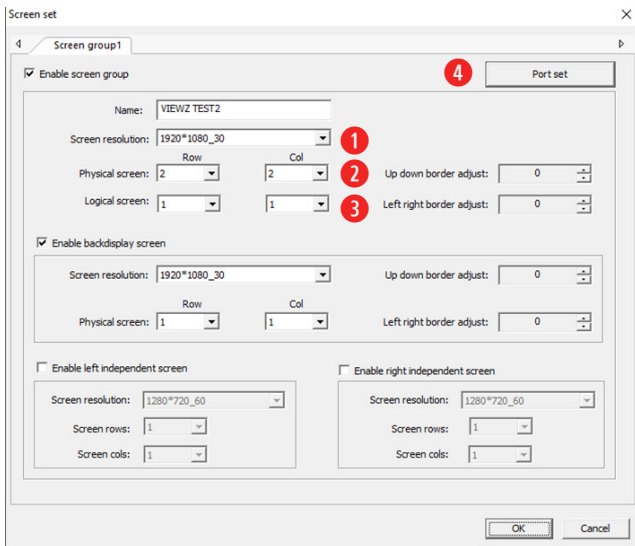 Screen set
Screen group1
Enable screen group
4
Port set
Name: VIEWZ TEST2
Screen resolution: 1920*1080_30
1
Row Col
Physical screen: 2 2
2
Up down border adjust: 0
Logical screen: 1 1
3
Left right border adjust: 0
Enable backdisplay screen
Screen resolution: 1920*1080_30 Up down border adjust: 0
Row Col
Physical screen: 1 1 Left right border adjust: 0
Enable left independent screen Enable right independent screen
Screen resolution: 1280*720_60 Screen resolution: 1280*720_60
Screen rows: 1 Screen rows: 1
Screen cols: 1 Screen cols: 1
OK Cancel